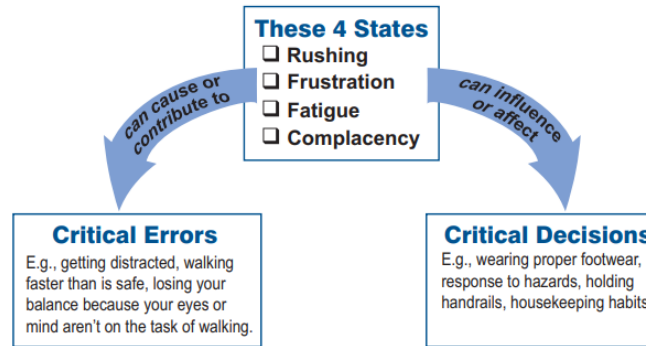 These 4 States
❑ Rushing
❑ Frustration
❑ Fatigue
❑ Complacency
can cause or
contribute to
can influence
or affect
Critical Errors
E.g., getting distracted, walking
faster than is safe, losing your
balance because your eyes or
mind aren’t on the task of walking.
Critical Decisions
E.g., wearing proper footwear,
response to hazards, holding
handrails, housekeeping habits